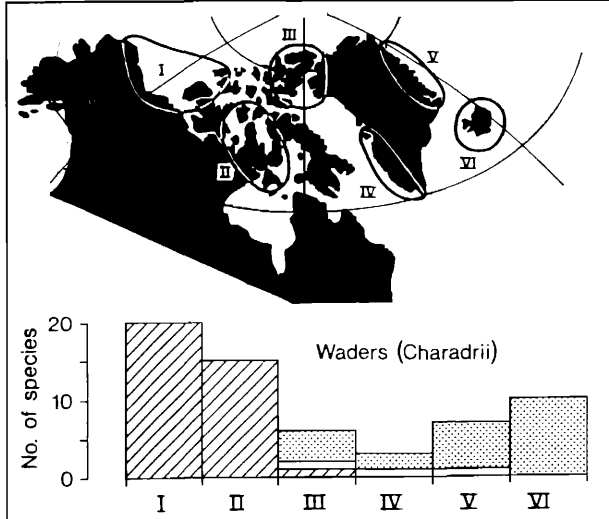 III
V
I
II
IV
VI
20
10
0
No. of species
Waders (Charadrii)
I II III IV V VI